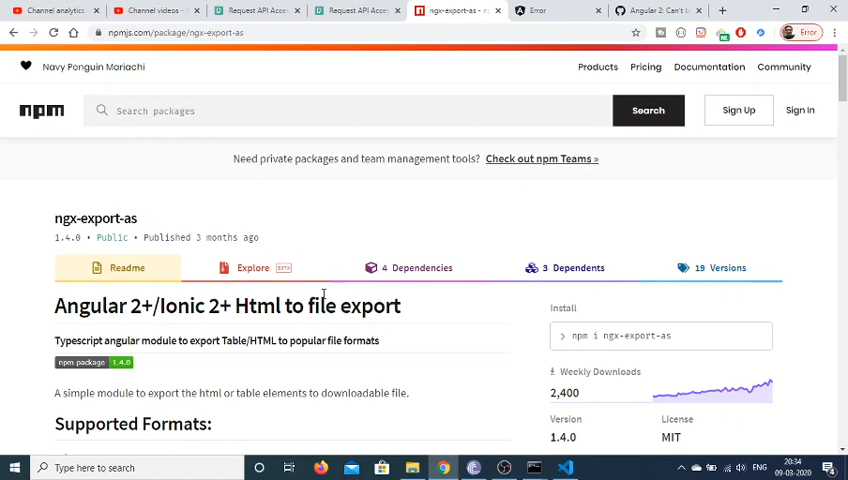 Channel analytics
Channel videos - Y
Request API Acces
Request API Acces
ngx-export-as - np
Error
Angular 2: Can't b
npmjs.com/package/ngx-export-as
Error
Navy Penguin Mariachi
Products
Pricing
Documentation
Community
npm
Search packages
Search
Sign Up
Sign In
Need private packages and team management tools? Check out npm Teams »
ngx-export-as
1.4.0 • Public • Published 3 months ago
Readme
Explore BETA
4 Dependencies
3 Dependents
19 Versions
Angular 2+/Ionic 2+ Html to file export
Typescript angular module to export Table/HTML to popular file formats
npm package 1.4.0
A simple module to export the html or table elements to downloadable file.
Supported Formats:
Install
> npm i ngx-export-as
Weekly Downloads
2,400
Version
License
1.4.0
MIT
Type here to search
ENG
20:34
09-03-2020
4